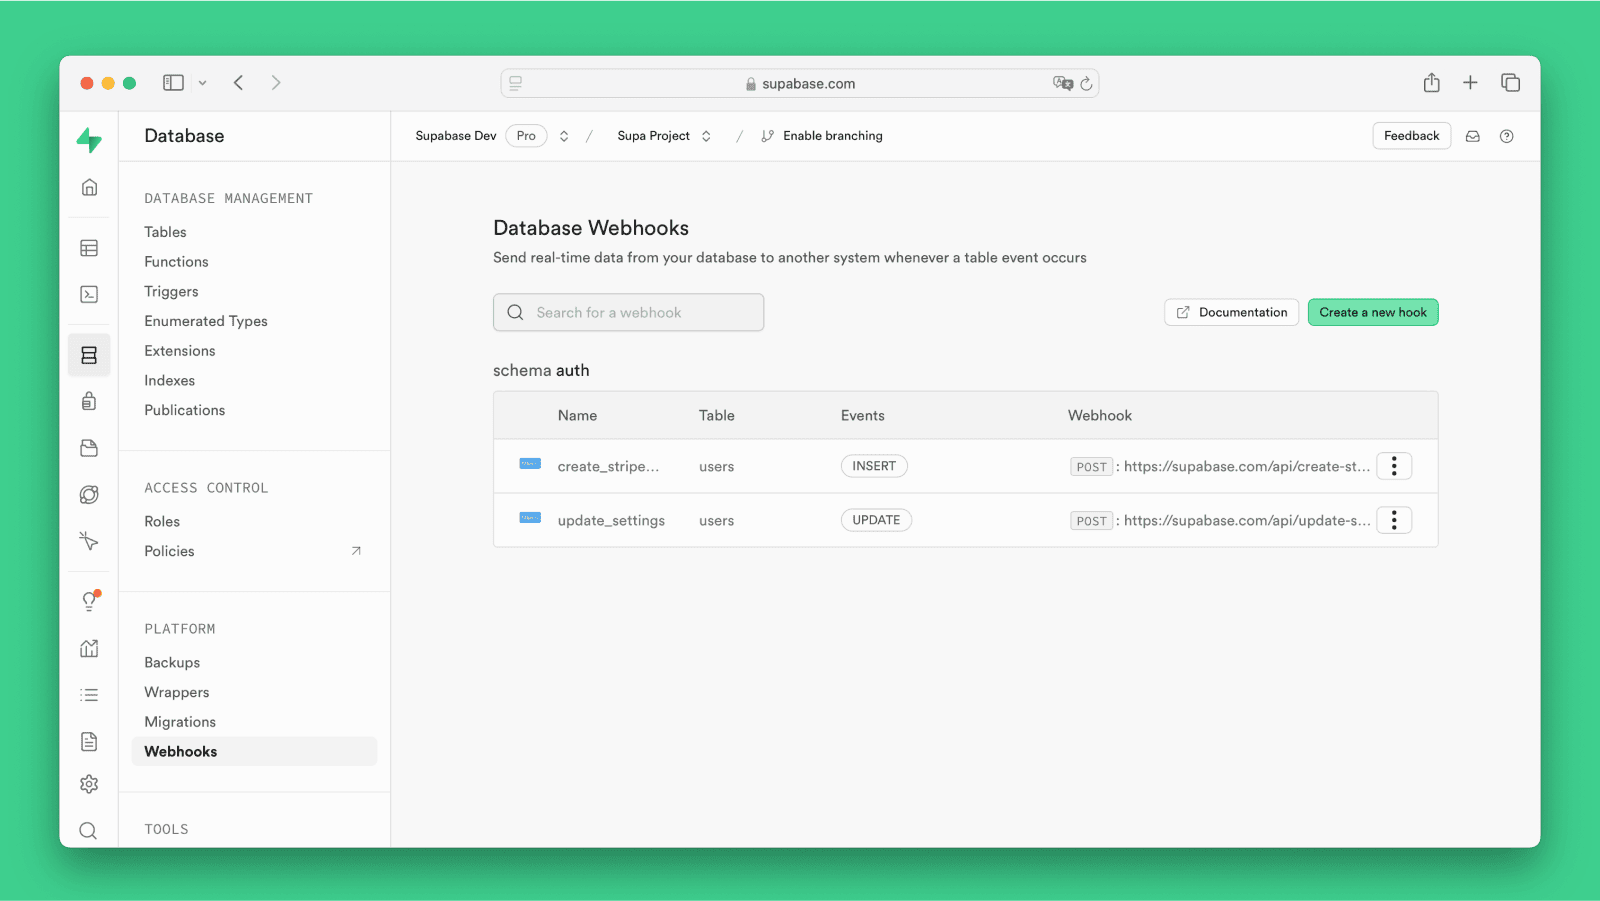 supabase.com
Database
Supabase Dev Pro / Supa Project / Enable branching
Feedback
DATABASE MANAGEMENT
Tables
Functions
Triggers
Enumerated Types
Extensions
Indexes
Publications
ACCESS CONTROL
Roles
Policies
PLATFORM
Backups
Wrappers
Migrations
Webhooks
TOOLS
Database Webhooks
Send real-time data from your database to another system whenever a table event occurs
Search for a webhook
Documentation
Create a new hook
schema auth
Name Table Events Webhook
create_stripe... users INSERT POST : https://supabase.com/api/create-st...
update_settings users UPDATE POST : https://supabase.com/api/update-s...